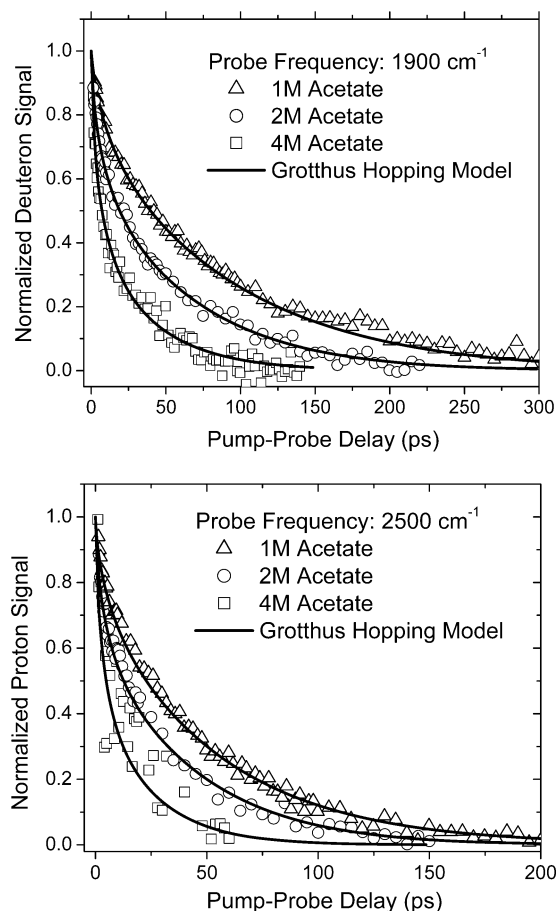 Probe Frequency: 1900 cm⁻¹
1M Acetate
2M Acetate
4M Acetate
Grotthus Hopping Model
Normalized Deuteron Signal
1.0
0.8
0.6
0.4
0.2
0.0
0 50 100 150 200 250 300
Pump-Probe Delay (ps)
Probe Frequency: 2500 cm⁻¹
1M Acetate
2M Acetate
4M Acetate
Grotthus Hopping Model
Normalized Proton Signal
1.0
0.8
0.6
0.4
0.2
0.0
0 50 100 150 200
Pump-Probe Delay (ps)